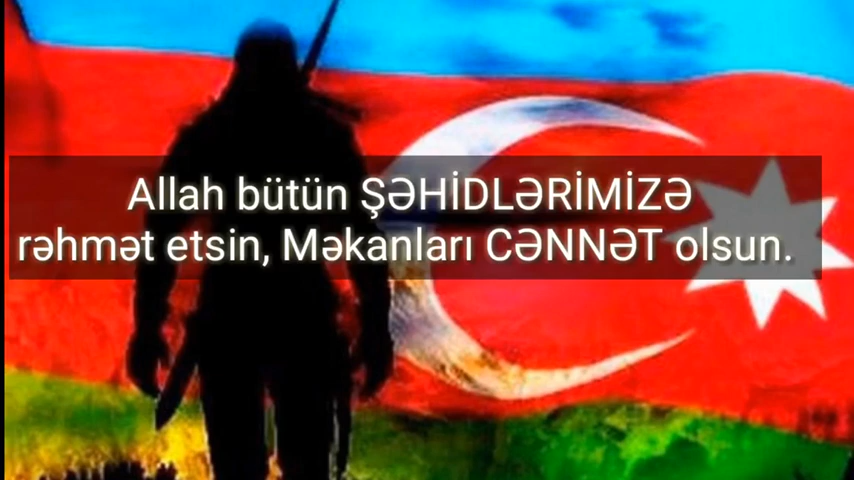 Allah bütün ŞƏHİDLƏRİMİZƏ
rəhmət etsin, Məkanları CƏNNƏT olsun.